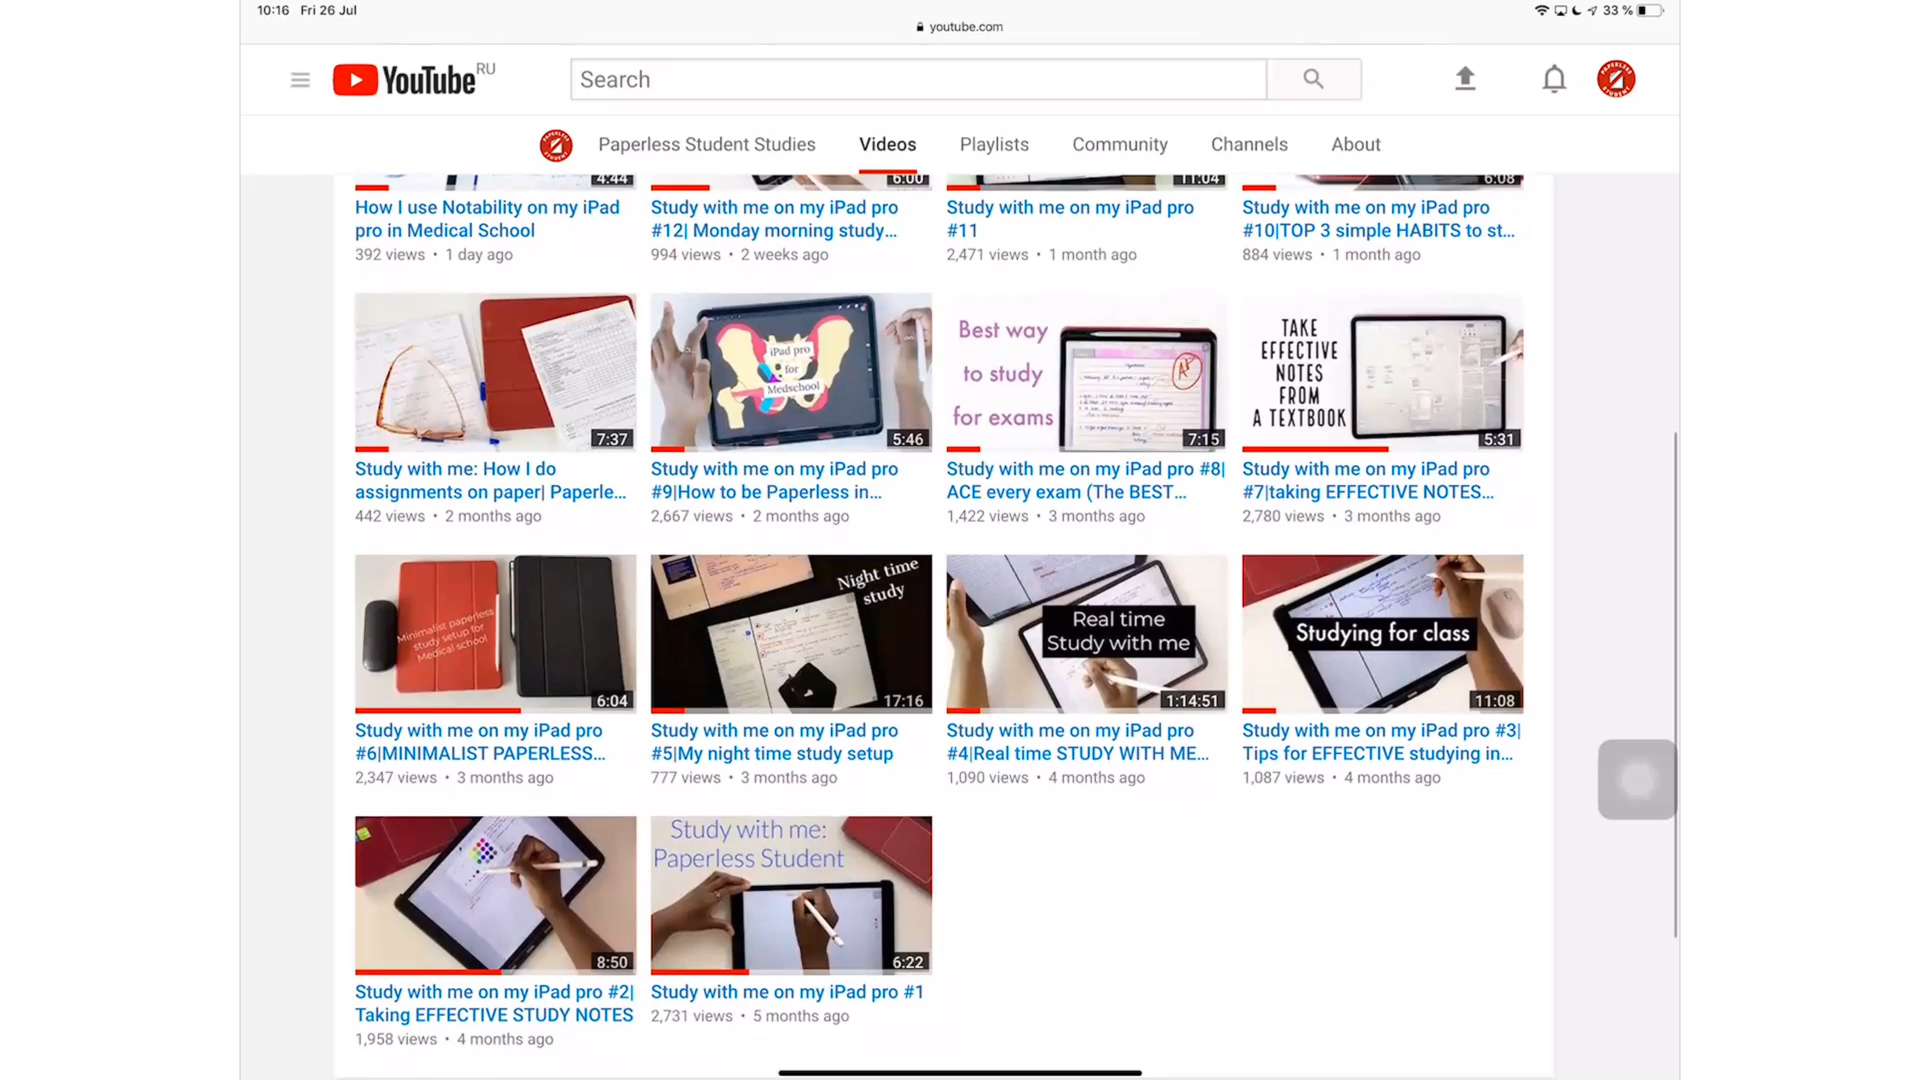 10:16 Fri 26 Jul
33 %
youtube.com
YouTube RU
Search
Paperless Student Studies Videos Playlists Community Channels About
4:44 6:00 11:04 6:08
How I use Notability on my iPad
pro in Medical School
392 views • 1 day ago
Study with me on my iPad pro
#12| Monday morning study...
994 views • 2 weeks ago
Study with me on my iPad pro
#11
2,471 views • 1 month ago
Study with me on my iPad pro
#10|TOP 3 simple HABITS to st...
884 views • 1 month ago
7:37
Study with me: How I do
assignments on paper| Paperle...
442 views • 2 months ago
iPad pro
for
Medschool
5:46
Study with me on my iPad pro
#9|How to be Paperless in...
2,667 views • 2 months ago
Best way
to study
for exams
A+
7:15
Study with me on my iPad pro #8|
ACE every exam (The BEST...
1,422 views • 3 months ago
TAKE
EFFECTIVE
NOTES
FROM
A TEXTBOOK
5:31
Study with me on my iPad pro
#7|taking EFFECTIVE NOTES...
2,780 views • 3 months ago
Minimalist paperless
study setup for
Medical school
6:04
Study with me on my iPad pro
#6|MINIMALIST PAPERLESS...
2,347 views • 3 months ago
Night time
study
17:16
Study with me on my iPad pro
#5|My night time study setup
777 views • 3 months ago
Real time
Study with me
1:14:51
Study with me on my iPad pro
#4|Real time STUDY WITH ME...
1,090 views • 4 months ago
Studying for class
11:08
Study with me on my iPad pro #3|
Tips for EFFECTIVE studying in...
1,087 views • 4 months ago
8:50
Study with me on my iPad pro #2|
Taking EFFECTIVE STUDY NOTES
1,958 views • 4 months ago
Study with me:
Paperless Student
6:22
Study with me on my iPad pro #1
2,731 views • 5 months ago